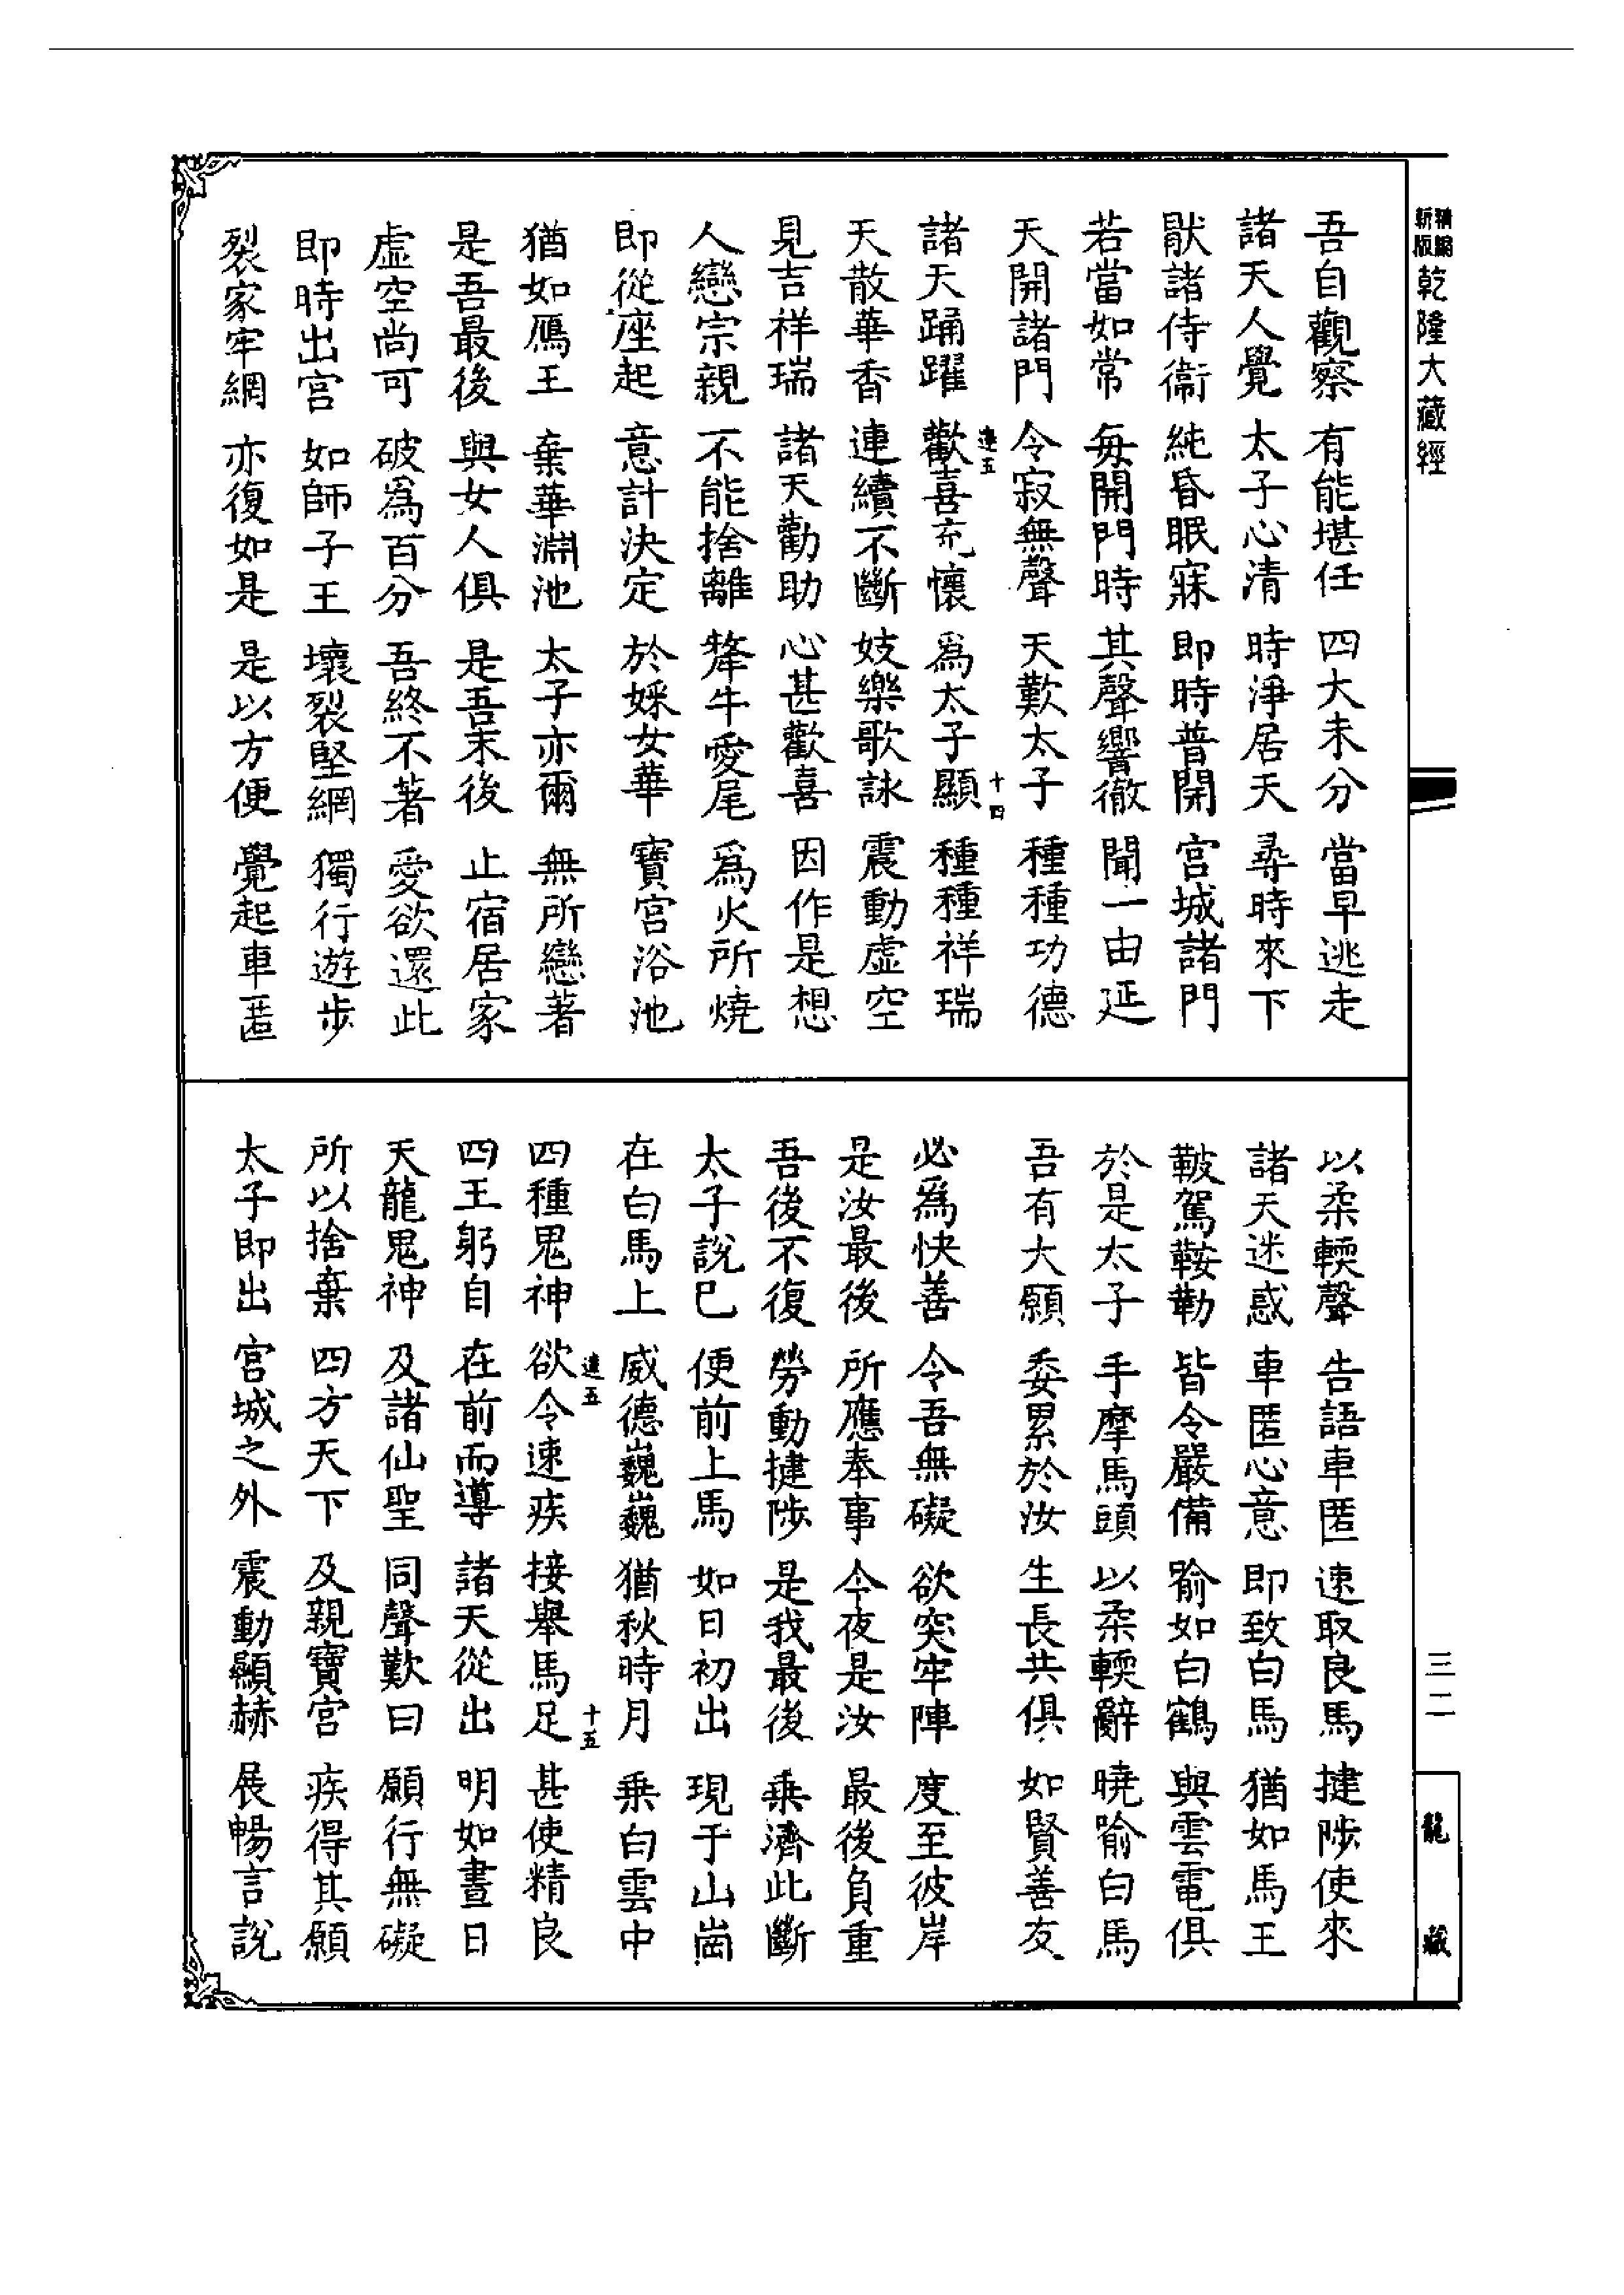 新版 精編 乾隆大藏經
吾自觀察 有能堪任 四大未分 當早逃走
諸天人覺 太子心清 時淨居天 尋時來下
猒諸侍衞 純昏眠寐 即時普開 宮城諸門
若當如常 每開門時 其聲響徹 聞一由延
天開諸門 令寂無聲 天歎太子 種種功德
達五 十四
諸天踊躍 歡喜充懷 爲太子顯 種種祥瑞
天散華香 連續不斷 妓樂歌詠 震動虛空
見吉祥瑞 諸天勸助 心甚歡喜 因作是想
人戀宗親 不能捨離 犛牛愛尾 爲火所燒
即從座起 意計決定 於婇女華 寶宮浴池
猶如鴈王 棄華淵池 太子亦爾 無所戀著
是吾最後 與女人俱 是吾末後 止宿居家
虛空尚可 破爲百分 吾終不著 愛欲還此
即時出宮 如師子王 壞裂堅網 獨行遊步
裂家牢網 亦復如是 是以方便 覺起車匿
以柔輭聲 告語車匿 速取良馬 揵陟使來
諸天迷惑 車匿心意 即致白馬 猶如馬王
鞁駕鞍勒 皆令嚴備 喻如白鶴 與雲電俱
於是太子 手摩馬頭 以柔輭辭 曉喻白馬
吾有大願 委累於汝 生長共俱 如賢善友
必爲快善 令吾無礙 欲突牢陣 度至彼岸
是汝最後 所應奉事 今夜是汝 最後負重
吾後不復 勞動揵陟 是我最後 乘濟此斷
太子說已 便前上馬 如日初出 現于山崗
在白馬上 威德巍巍 猶秋時月 乘白雲中
達五 十五
四種鬼神 欲令速疾 接舉馬足 甚使精良
四王躬自 在前而導 諸天從出 明如晝日
天龍鬼神 及諸仙聖 同聲歎曰 願行無礙
所以捨棄 四方天下 及親寶宮 疾得其願
太子即出 宮城之外 震動顯赫 展暢言說
三二
龍藏